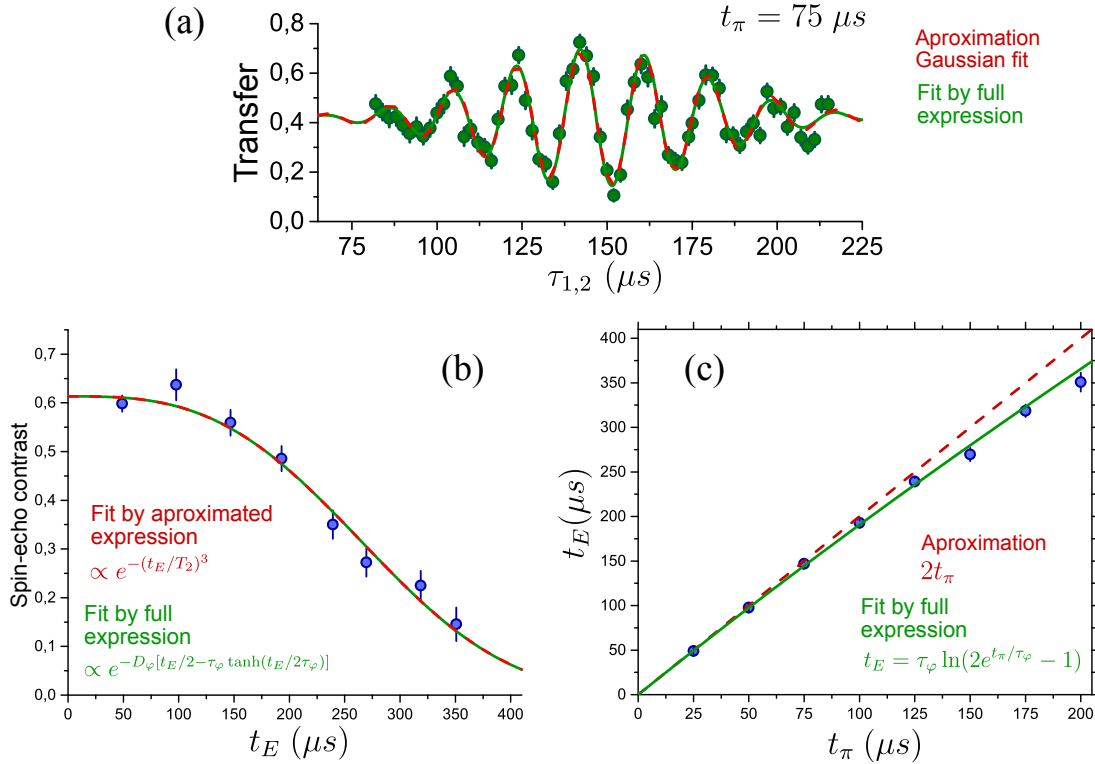 (a)
t_π = 75 μs
Transfer
0,8
0,6
0,4
0,2
0,0
75
100
125
150
175
200
225
τ_{1,2} (μs)
Aproximation
Gaussian fit
Fit by full
expression
(b)
Spin-echo contrast
0,7
0,6
0,5
0,4
0,3
0,2
0,1
0,0
0
50
100
150
200
250
300
350
400
t_E (μs)
Fit by aproximated
expression
∝ e^{-(t_E/T_2)^3}
Fit by full
expression
∝ e^{-D_φ[t_E/2-τ_φ tanh(t_E/2τ_φ)]}
(c)
t_E(μs)
400
350
300
250
200
150
100
50
0
0
25
50
75
100
125
150
175
200
t_π (μs)
Aproximation
2t_π
Fit by full
expression
t_E = τ_φ ln(2e^{t_π/τ_φ} − 1)